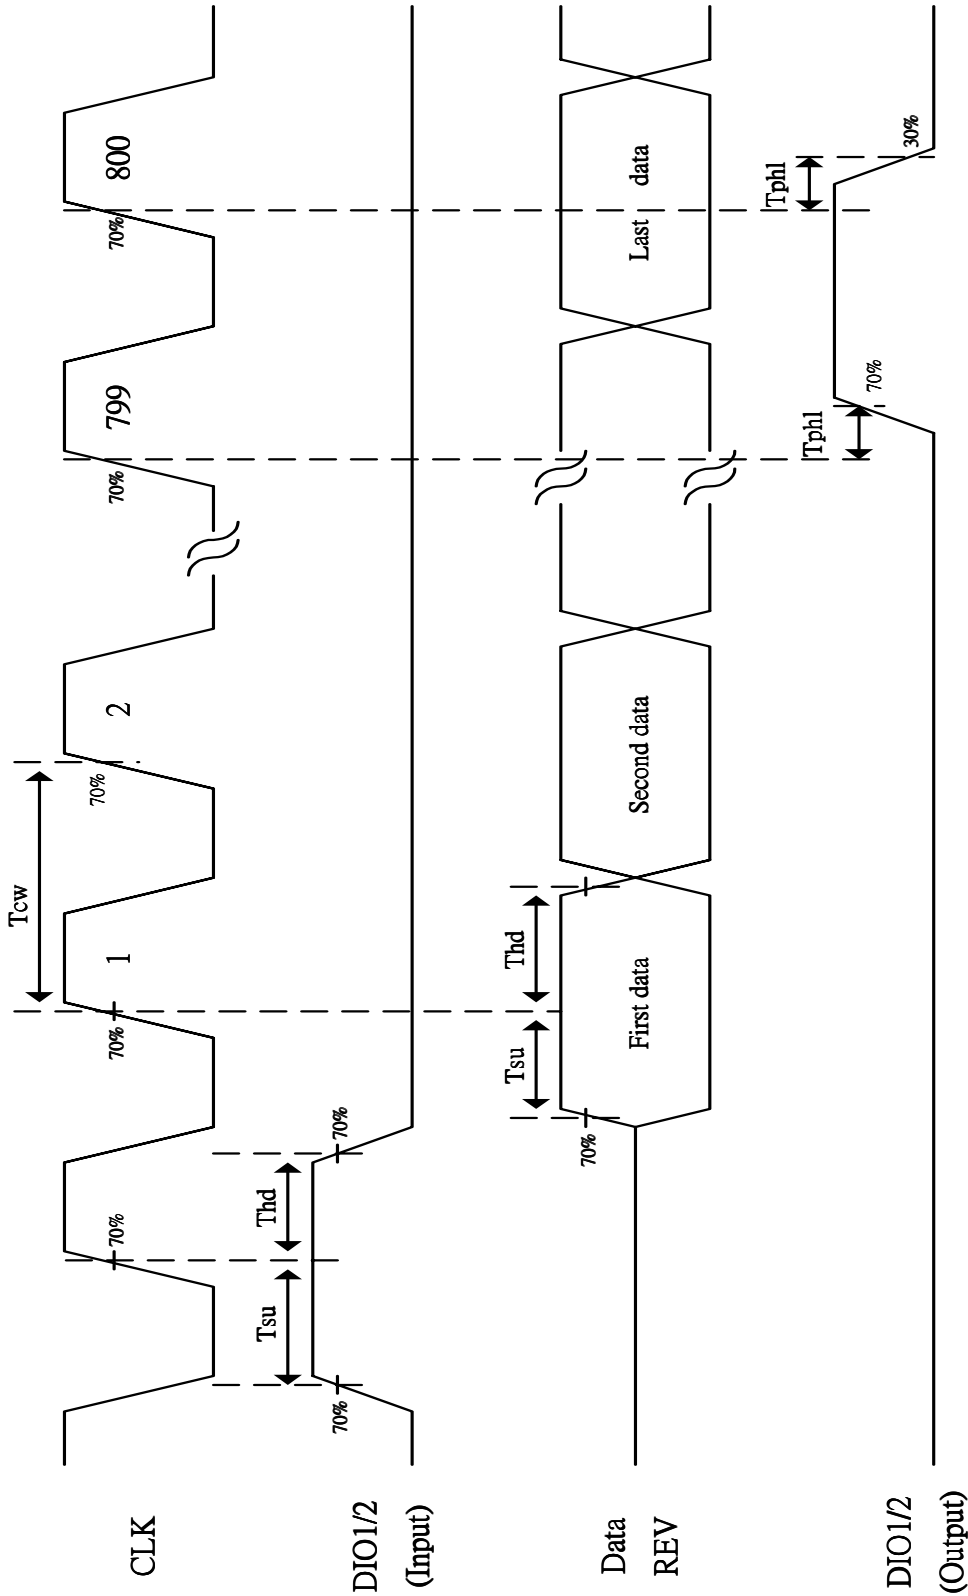 Tcw
CLK
70%
70%
1
70%
2
70%
799
70%
800
DIO1/2
(Input)
70%
Tsu
Thd
70%
Data
REV
70%
Tsu
Thd
First data
Second data
Last data
DIO1/2
(Output)
Tphl
70%
Tphl
30%